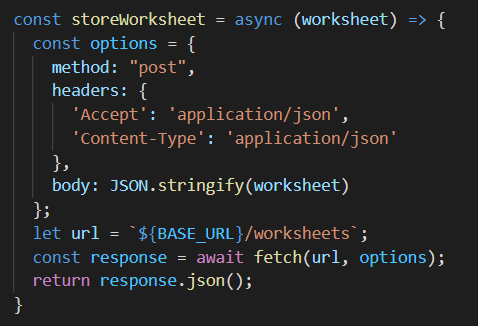 const storeWorksheet = async (worksheet) => {
  const options = {
    method: "post",
    headers: {
      'Accept': 'application/json',
      'Content-Type': 'application/json'
    },
    body: JSON.stringify(worksheet)
  };
  let url = `${BASE_URL}/worksheets`;
  const response = await fetch(url, options);
  return response.json();
}